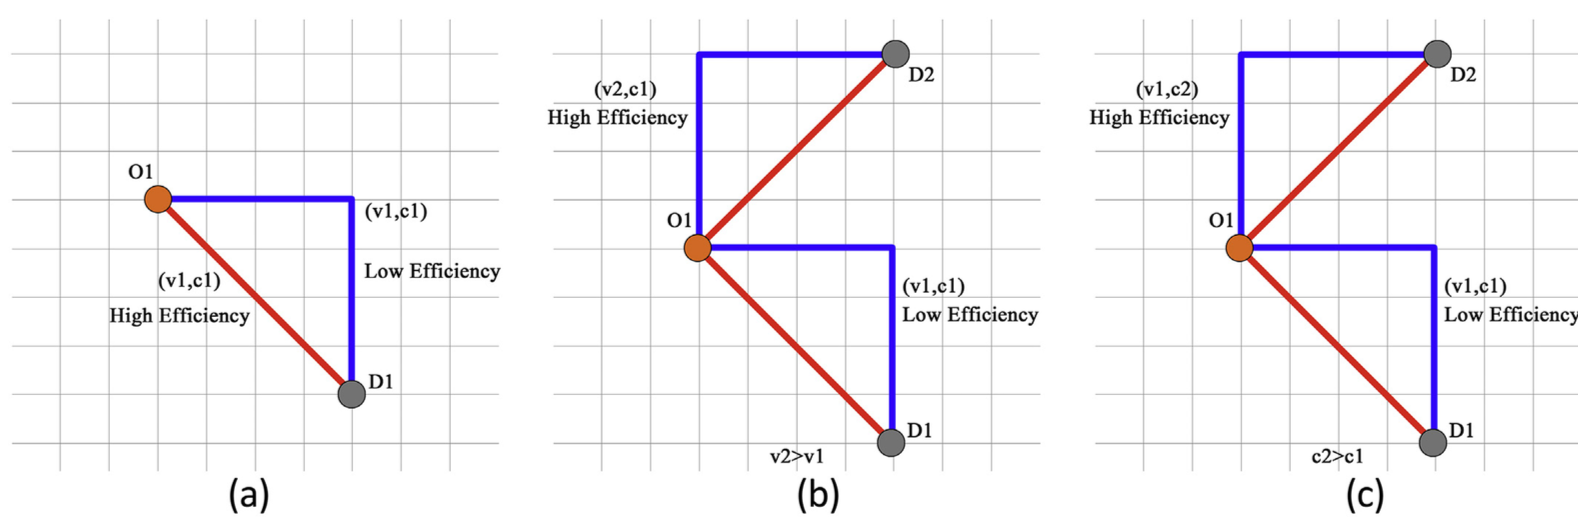 O1
(v1,c1)
Low Efficiency
(v1,c1)
High Efficiency
D1
(a)
D2
(v2,c1)
High Efficiency
O1
(v1,c1)
Low Efficiency
D1
v2>v1
(b)
D2
(v1,c2)
High Efficiency
O1
(v1,c1)
Low Efficiency
D1
c2>c1
(c)